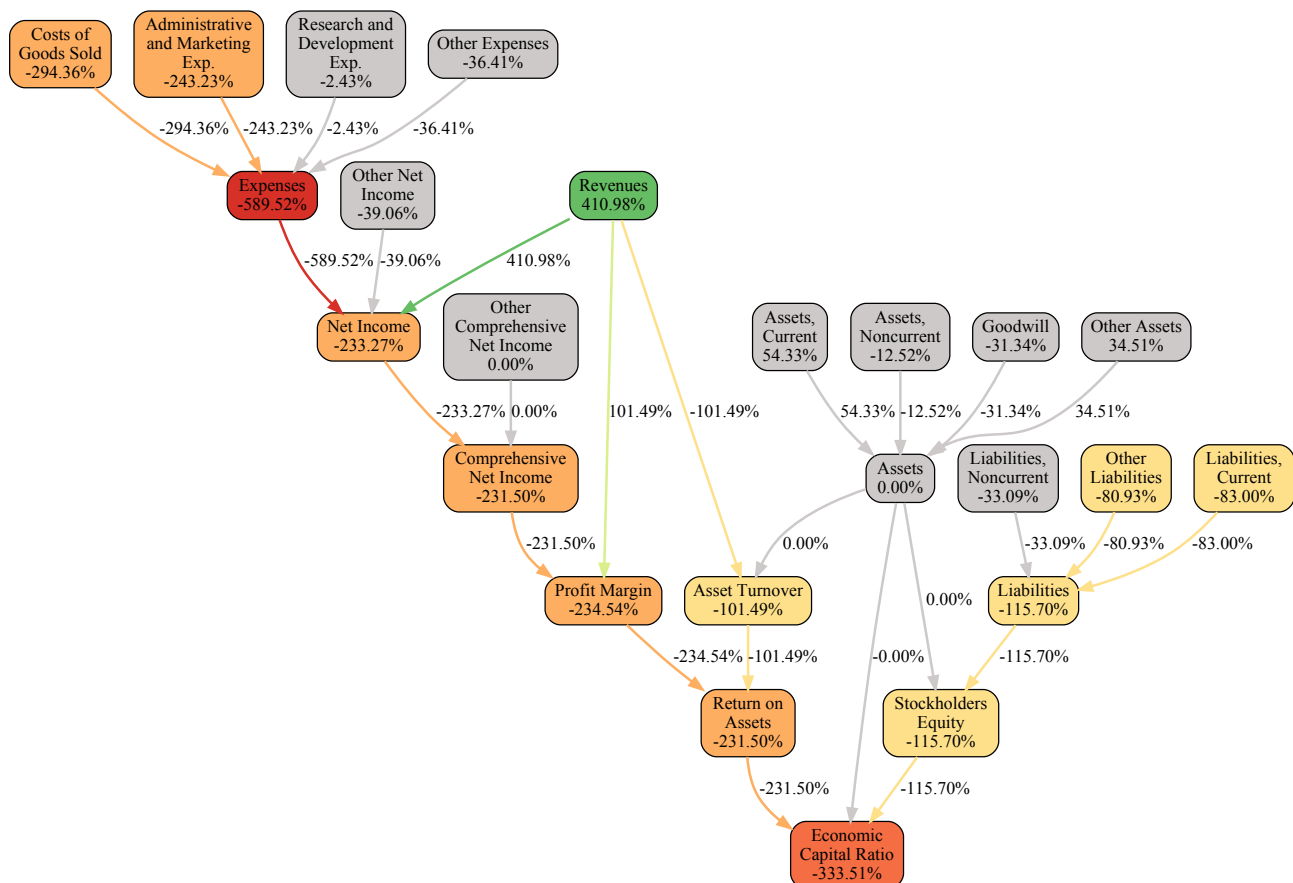 Costs of
Goods Sold
-294.36%
Administrative
and Marketing
Exp.
-243.23%
Research and
Development
Exp.
-2.43%
Other Expenses
-36.41%
-294.36%
-243.23%
-2.43%
-36.41%
Expenses
-589.52%
Other Net
Income
-39.06%
Revenues
410.98%
-589.52%
-39.06%
410.98%
Net Income
-233.27%
Other
Comprehensive
Net Income
0.00%
Assets,
Current
54.33%
Assets,
Noncurrent
-12.52%
Goodwill
-31.34%
Other Assets
34.51%
-233.27%
0.00%
101.49%
-101.49%
54.33%
-12.52%
-31.34%
34.51%
Comprehensive
Net Income
-231.50%
Assets
0.00%
Liabilities,
Noncurrent
-33.09%
Other
Liabilities
-80.93%
Liabilities,
Current
-83.00%
-231.50%
0.00%
-33.09%
-80.93%
-83.00%
Profit Margin
-234.54%
Asset Turnover
-101.49%
0.00%
Liabilities
-115.70%
-234.54%
-101.49%
-0.00%
-115.70%
Return on
Assets
-231.50%
Stockholders
Equity
-115.70%
-231.50%
-115.70%
Economic
Capital Ratio
-333.51%